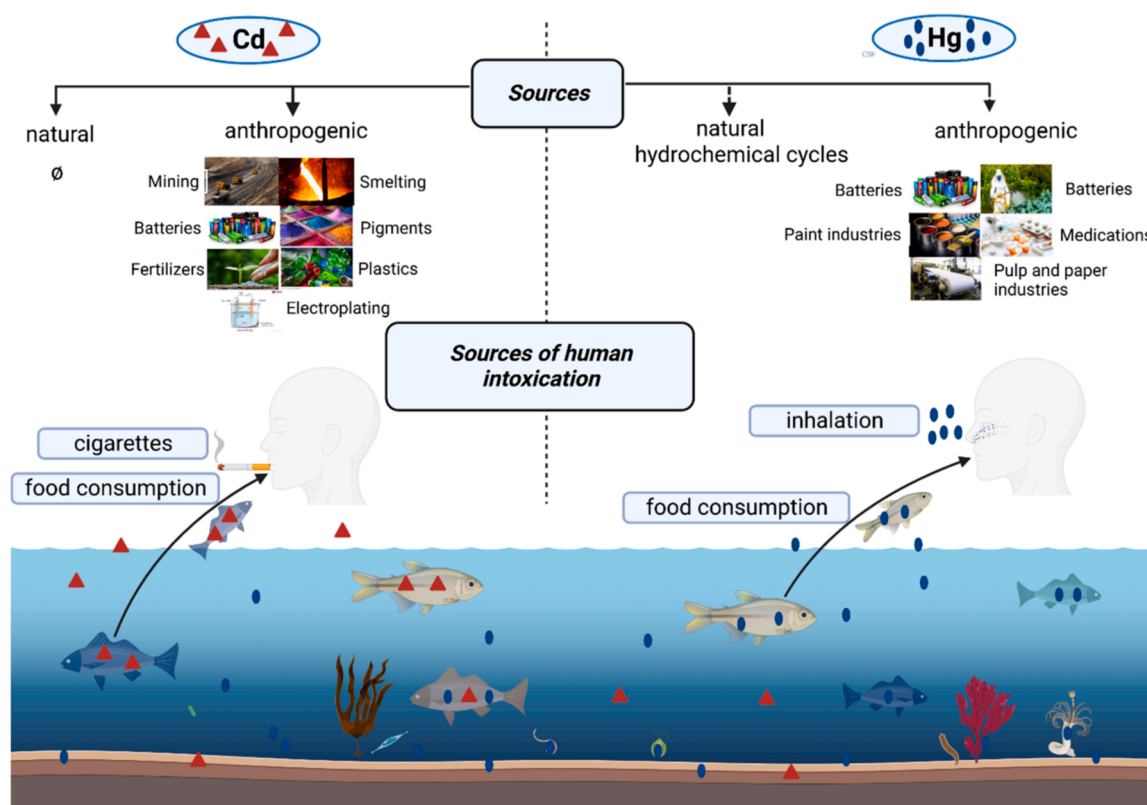 Cd
Hg
CSF
Sources
natural
ø
anthropogenic
natural
hydrochemical cycles
anthropogenic
Mining
Smelting
Batteries
Pigments
Fertilizers
Plastics
Electroplating
Batteries
Batteries
Paint industries
Medications
Pulp and paper
industries
Sources of human
intoxication
cigarettes
food consumption
inhalation
food consumption